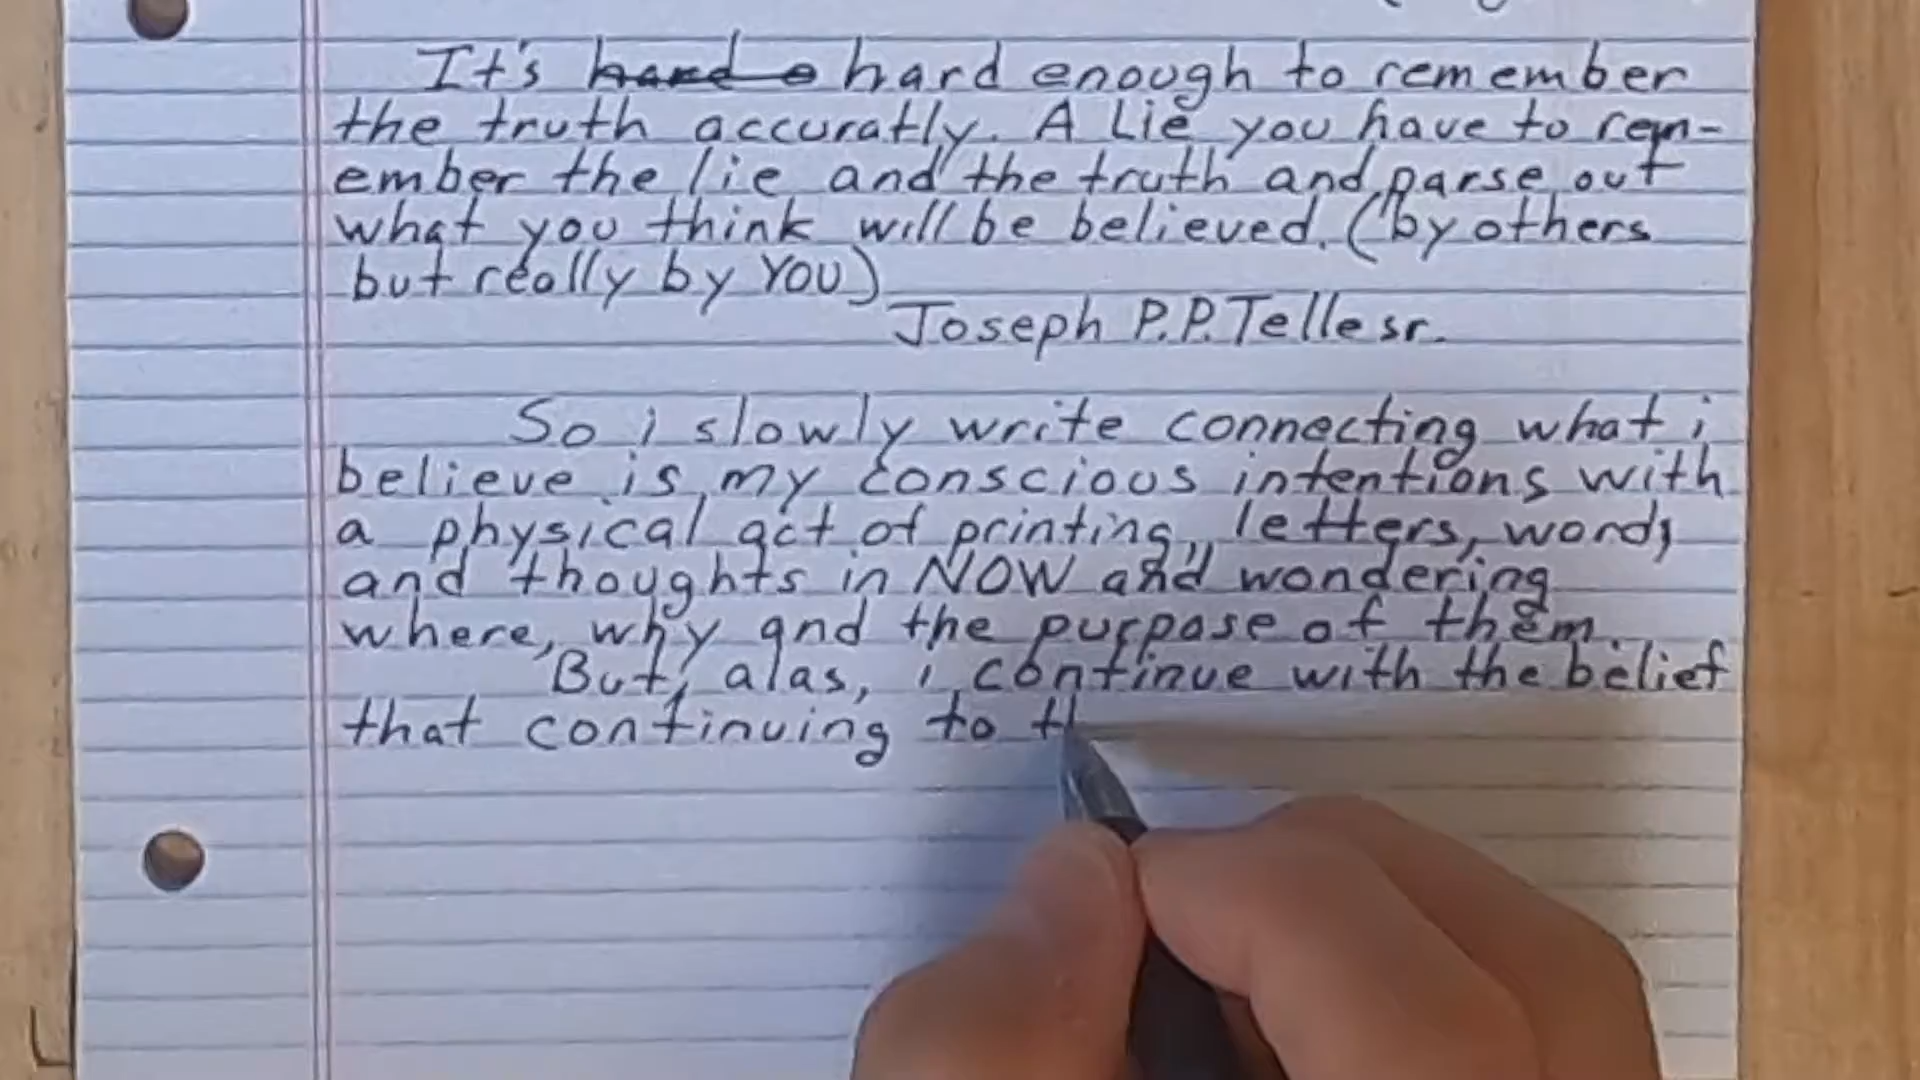 It's hard e hard enough to remember
the truth accuratly. A Lie you have to rem-
ember the lie and the truth and parse out
what you think will be believed. (by others
but really by YOU)
Joseph P.P. Telle sr.
So i slowly write connecting what i
believe is my conscious intentions with
a physical act of printing, letters, words
and thoughts in NOW and wondering
where, why and the purpose of them.
But, alas, i continue with the belief
that continuing to th